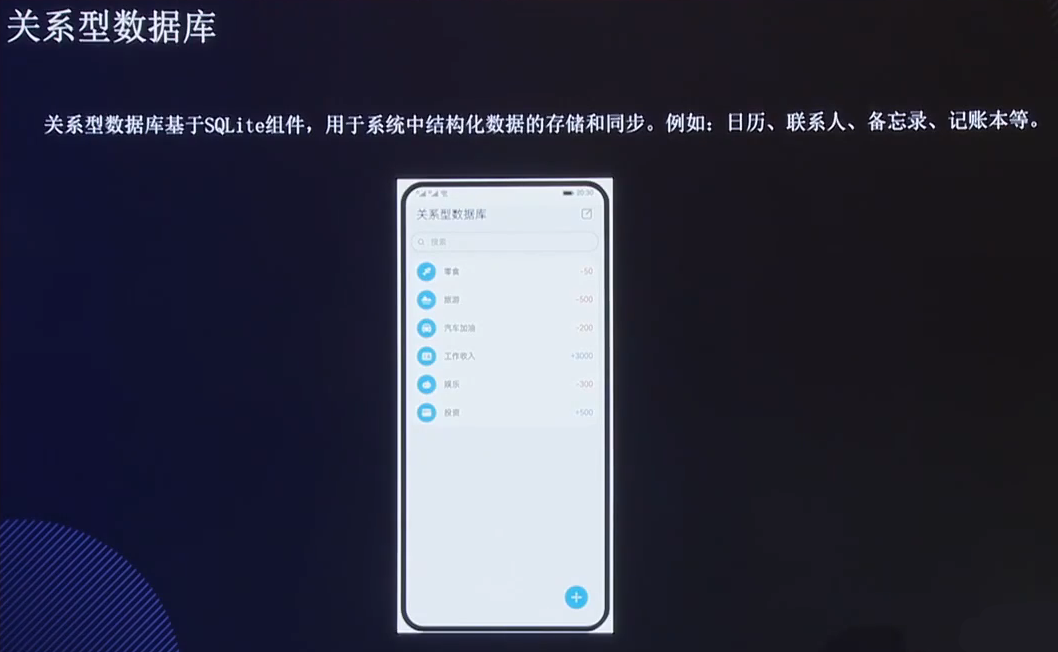 关系型数据库
关系型数据库基于SQLite组件，用于系统中结构化数据的存储和同步。例如：日历、联系人、备忘录、记账本等。
20:30
关系型数据库
搜索
零食 -50
旅游 -500
汽车加油 -200
工作收入 +3000
娱乐 -300
投资 +500